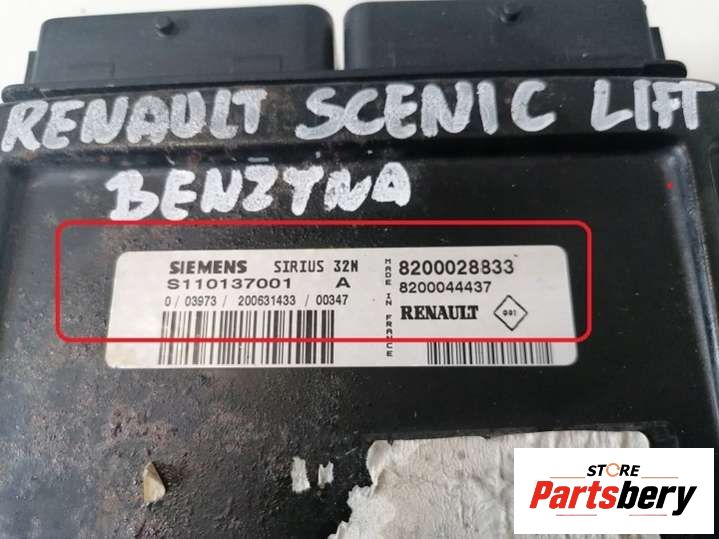 RENAULT SCENIC LIFT
BENZYNA
SIEMENS SIRIUS 32N
S110137001 A
0 / 03973 / 200631433 / 00347
MADE IN FRANCE
8200028833
8200044437
RENAULT
STORE
Partsbery